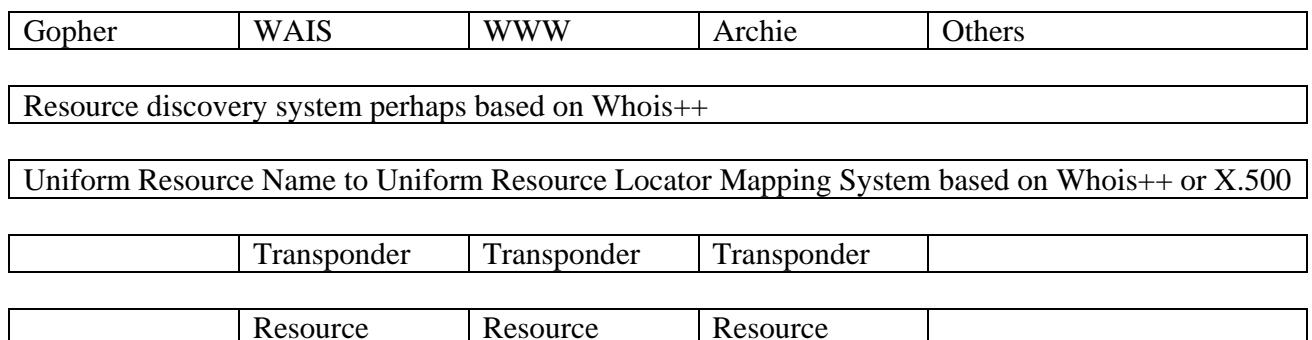 Gopher WAIS WWW Archie Others
Resource discovery system perhaps based on Whois++
Uniform Resource Name to Uniform Resource Locator Mapping System based on Whois++ or X.500
Transponder Transponder Transponder
Resource Resource Resource